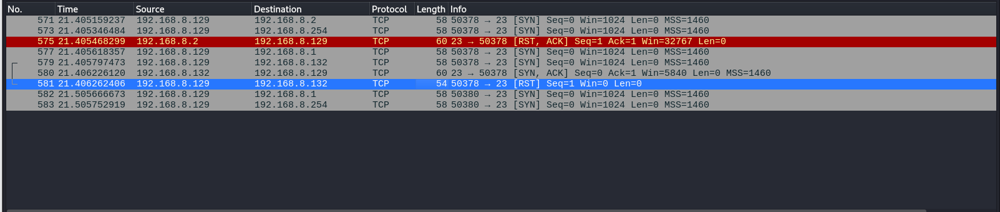 No. Time Source Destination Protocol Length Info
571 21.405159237 192.168.8.129 192.168.8.2 TCP 58 50378 → 23 [SYN] Seq=0 Win=1024 Len=0 MSS=1460
573 21.405346484 192.168.8.129 192.168.8.254 TCP 58 50378 → 23 [SYN] Seq=0 Win=1024 Len=0 MSS=1460
575 21.405468299 192.168.8.2 192.168.8.129 TCP 60 23 → 50378 [RST, ACK] Seq=1 Ack=1 Win=32767 Len=0
577 21.405618357 192.168.8.129 192.168.8.1 TCP 58 50378 → 23 [SYN] Seq=0 Win=1024 Len=0 MSS=1460
579 21.405797473 192.168.8.129 192.168.8.132 TCP 58 50378 → 23 [SYN] Seq=0 Win=1024 Len=0 MSS=1460
580 21.406226120 192.168.8.132 192.168.8.129 TCP 60 23 → 50378 [SYN, ACK] Seq=0 Ack=1 Win=5840 Len=0 MSS=1460
581 21.406262406 192.168.8.129 192.168.8.132 TCP 54 50378 → 23 [RST] Seq=1 Win=0 Len=0
582 21.505666673 192.168.8.129 192.168.8.1 TCP 58 50380 → 23 [SYN] Seq=0 Win=1024 Len=0 MSS=1460
583 21.505752919 192.168.8.129 192.168.8.254 TCP 58 50380 → 23 [SYN] Seq=0 Win=1024 Len=0 MSS=1460